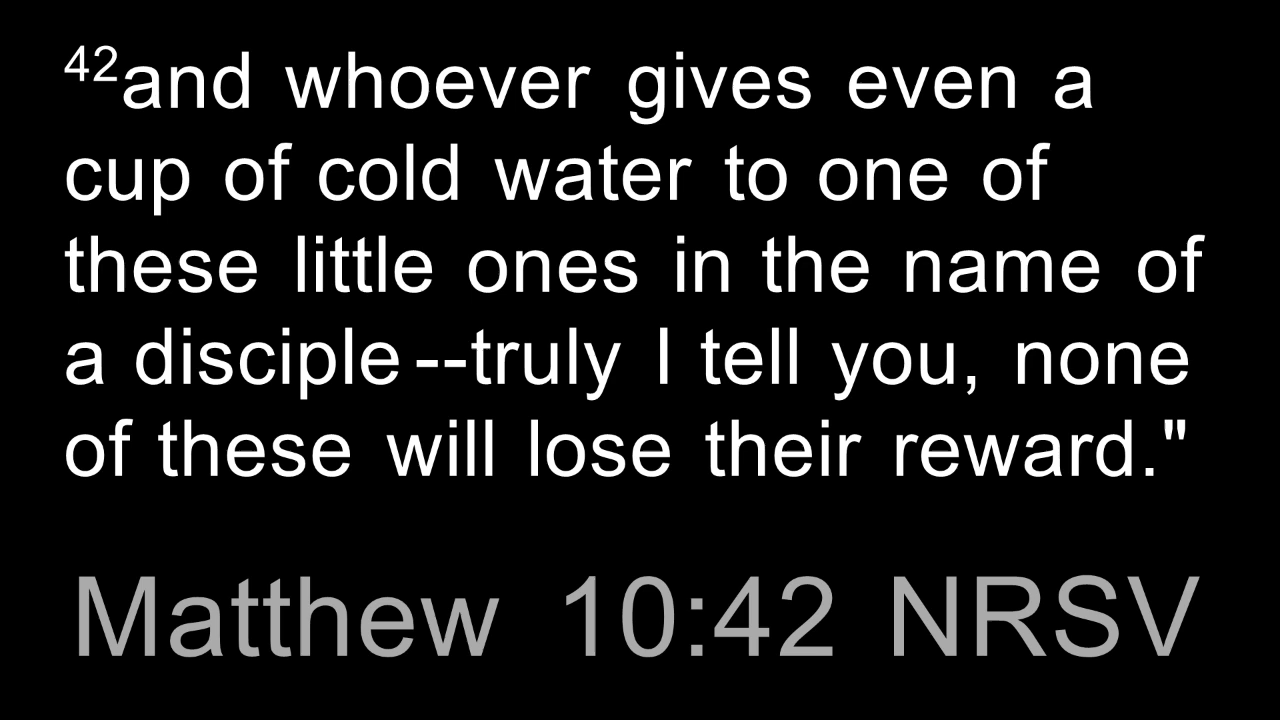 42and whoever gives even a
cup of cold water to one of
these little ones in the name of
a disciple--truly I tell you, none
of these will lose their reward."
Matthew 10:42 NRSV